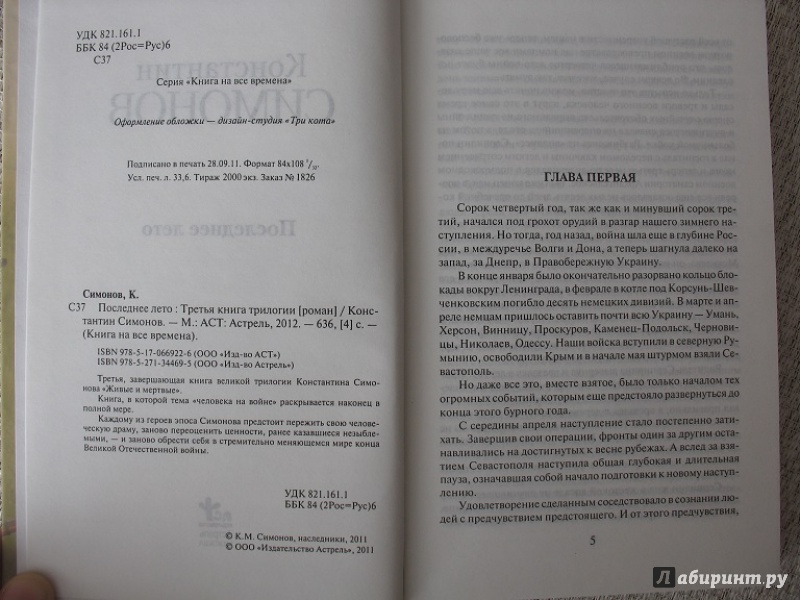 УДК 821.161.1
ББК 84 (2Рос=Рус)6
С37
Константин
СИМОНОВ
Серия «Книга на все времена»
Оформление обложки — дизайн-студия «Три кота»
Подписано в печать 28.09.11. Формат 84х108 1/32.
Усл. печ. л. 33,6. Тираж 2000 экз. Заказ № 1826
Последнее лето
Симонов, К.
С37 Последнее лето : Третья книга трилогии [роман] / Конс-
тантин Симонов. — М.: АСТ: Астрель, 2012. — 636, [4] с. —
(Книга на все времена).
ISBN 978-5-17-066922-6 (ООО «Изд-во АСТ»)
ISBN 978-5-271-34469-5 (ООО «Изд-во Астрель»)
Третья, завершающая книга великой трилогии Константина Симо-
нова «Живые и мертвые».
Книга, в которой тема «человека на войне» раскрывается наконец в
полной мере.
Каждому из героев эпоса Симонова предстоит пережить свою человечес-
кую драму, заново переоценить ценности, ранее казавшиеся незыбле-
мыми, — и заново обрести себя в стремительно меняющемся мире конца
Великой Отечественной войны.
УДК 821.161.1
ББК 84 (2Рос=Рус)6
© К.М. Симонов, наследники, 2011
© ООО «Издательство Астрель», 2011
ГЛАВА ПЕРВАЯ
Сорок четвертый год, так же как и минувший сорок тре-
тий, начался под грохот орудий в разгар нашего зимнего на-
ступления. Но тогда, год назад, война шла еще в глубине Рос-
сии, в междуречье Волги и Дона, а теперь шагнула далеко на
запад, за Днепр, в Правобережную Украину.
В конце января было окончательно разорвано кольцо бло-
кады вокруг Ленинграда, в феврале в котле под Корсунь-Шев-
ченковским погибло десять немецких дивизий. В марте и ап-
реле немцам пришлось оставить почти всю Украину — Умань,
Херсон, Винницу, Проскуров, Каменец-Подольск, Чернови-
цы, Николаев, Одессу. Наши войска вступили в северную Ру-
мынию, освободили Крым и в начале мая штурмом взяли Се-
вастополь.
Но даже все это, вместе взятое, было только началом тех
огромных событий, которым еще предстояло развернуться до
конца этого бурного года.
С середины апреля наступление стало постепенно зати-
хать. Завершив свои операции, фронты один за другим оста-
навливались на достигнутых к весне рубежах. А вслед за взя-
тием Севастополя наступила общая глубокая и длительная
пауза, означавшая собой начало подготовки к новому наступ-
лению.
Удовлетворение сделанным соседствовало в сознании лю-
дей с предчувствием предстоящего. И от этого предчувствия,
5
Лабиринт.ру